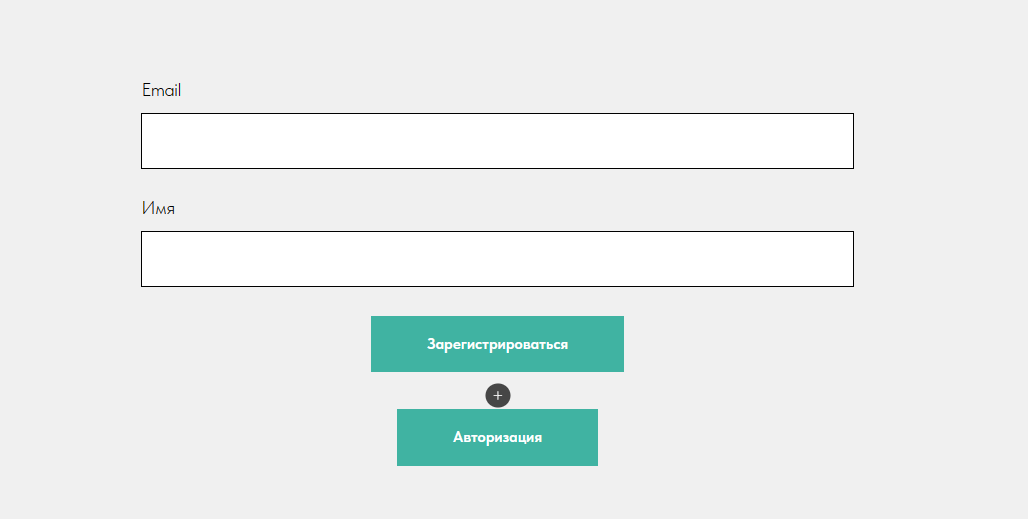 Email
Имя
Зарегистрироваться
+
Авторизация